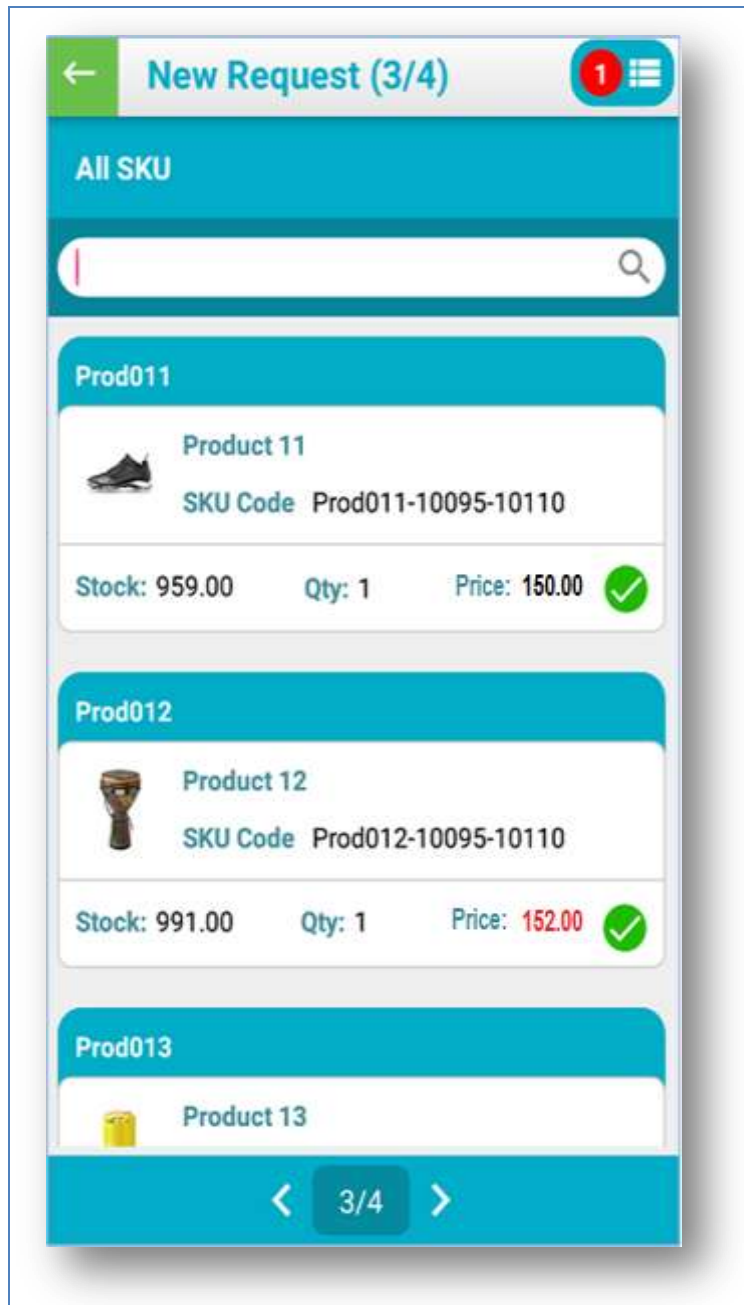 New Request (3/4) 1
All SKU
Prod011
Product 11
SKU Code Prod011-10095-10110
Stock: 959.00 Qty: 1 Price: 150.00
Prod012
Product 12
SKU Code Prod012-10095-10110
Stock: 991.00 Qty: 1 Price: 152.00
Prod013
Product 13
3/4